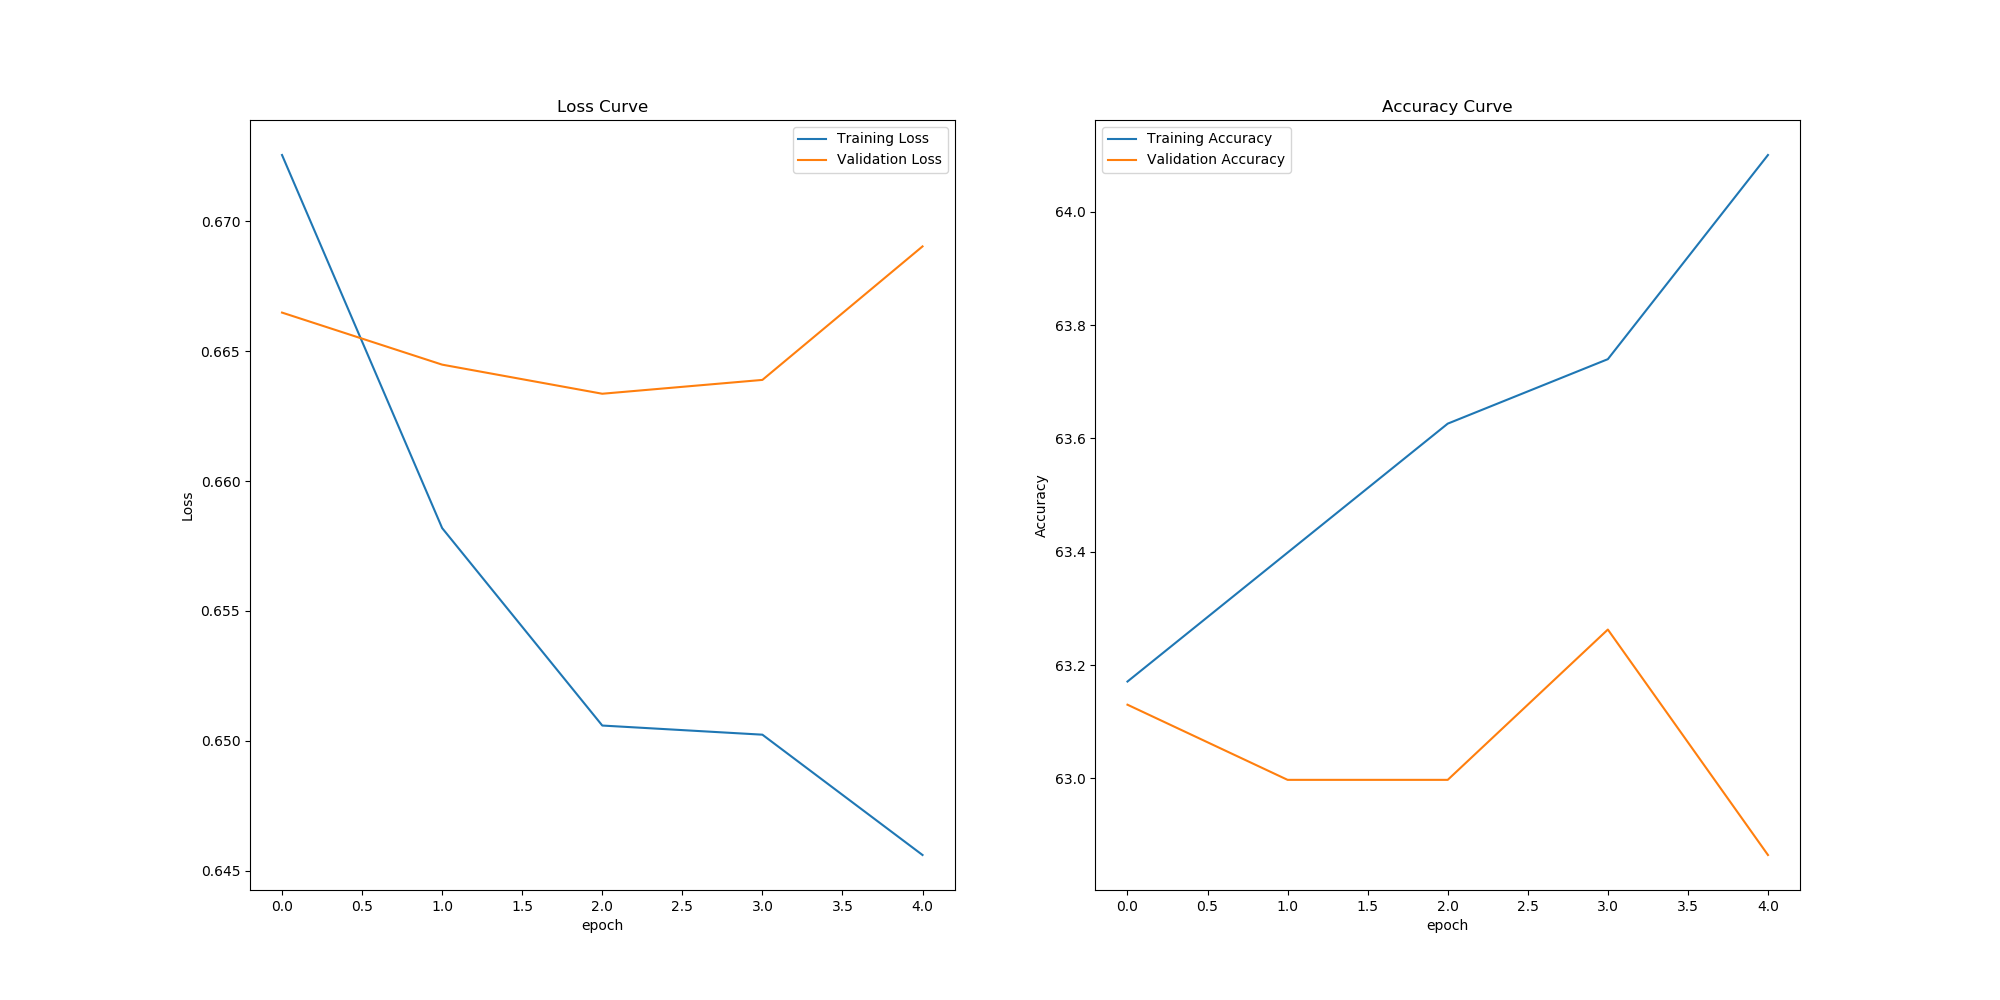 Loss Curve
Training Loss
Validation Loss
0.670
0.665
0.660
0.655
0.650
0.645
Loss
0.0 0.5 1.0 1.5 2.0 2.5 3.0 3.5 4.0
epoch
Accuracy Curve
Training Accuracy
Validation Accuracy
64.0
63.8
63.6
63.4
63.2
63.0
Accuracy
0.0 0.5 1.0 1.5 2.0 2.5 3.0 3.5 4.0
epoch